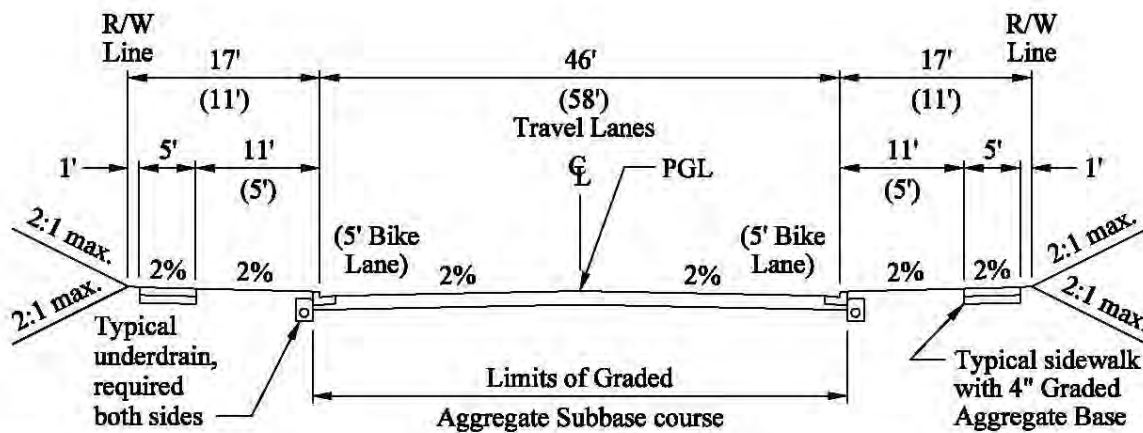 R/W
Line
R/W
Line
17'
46'
17'
(11')
(58')
(11')
Travel Lanes
1'
5'
11'
(5')
℄
PGL
11'
(5')
5'
1'
2:1 max.
2:1 max.
2%
2%
(5' Bike
Lane)
2%
2%
(5' Bike
Lane)
2%
2%
2:1 max.
2:1 max.
Typical
underdrain,
required
both sides
Limits of Graded
Aggregate Subbase course
Typical sidewalk
with 4" Graded
Aggregate Base